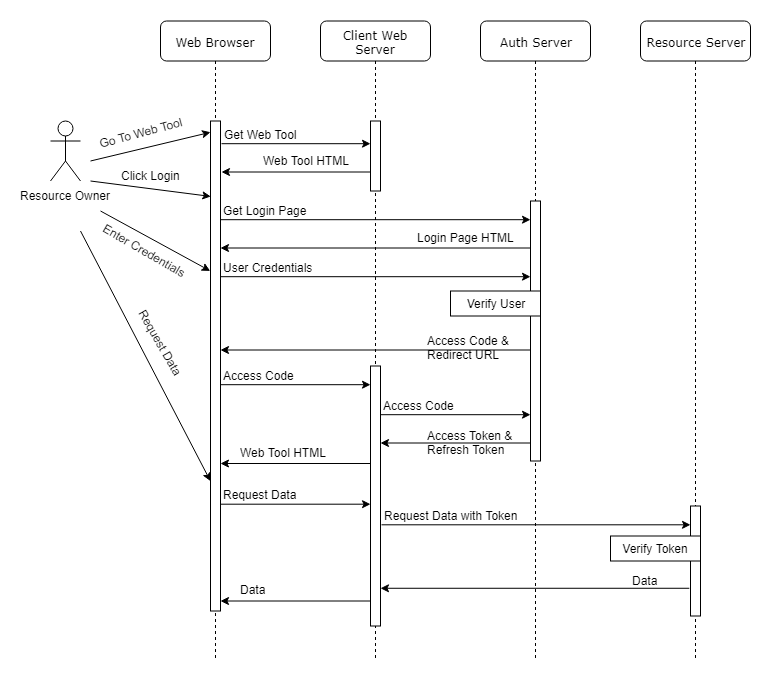 Web Browser
Client Web
Server
Auth Server
Resource Server
Go To Web Tool
Get Web Tool
Web Tool HTML
Click Login
Resource Owner
Get Login Page
Enter Credentials
Login Page HTML
User Credentials
Verify User
Request Data
Access Code &
Redirect URL
Access Code
Access Code
Access Token &
Refresh Token
Web Tool HTML
Request Data
Request Data with Token
Verify Token
Data
Data